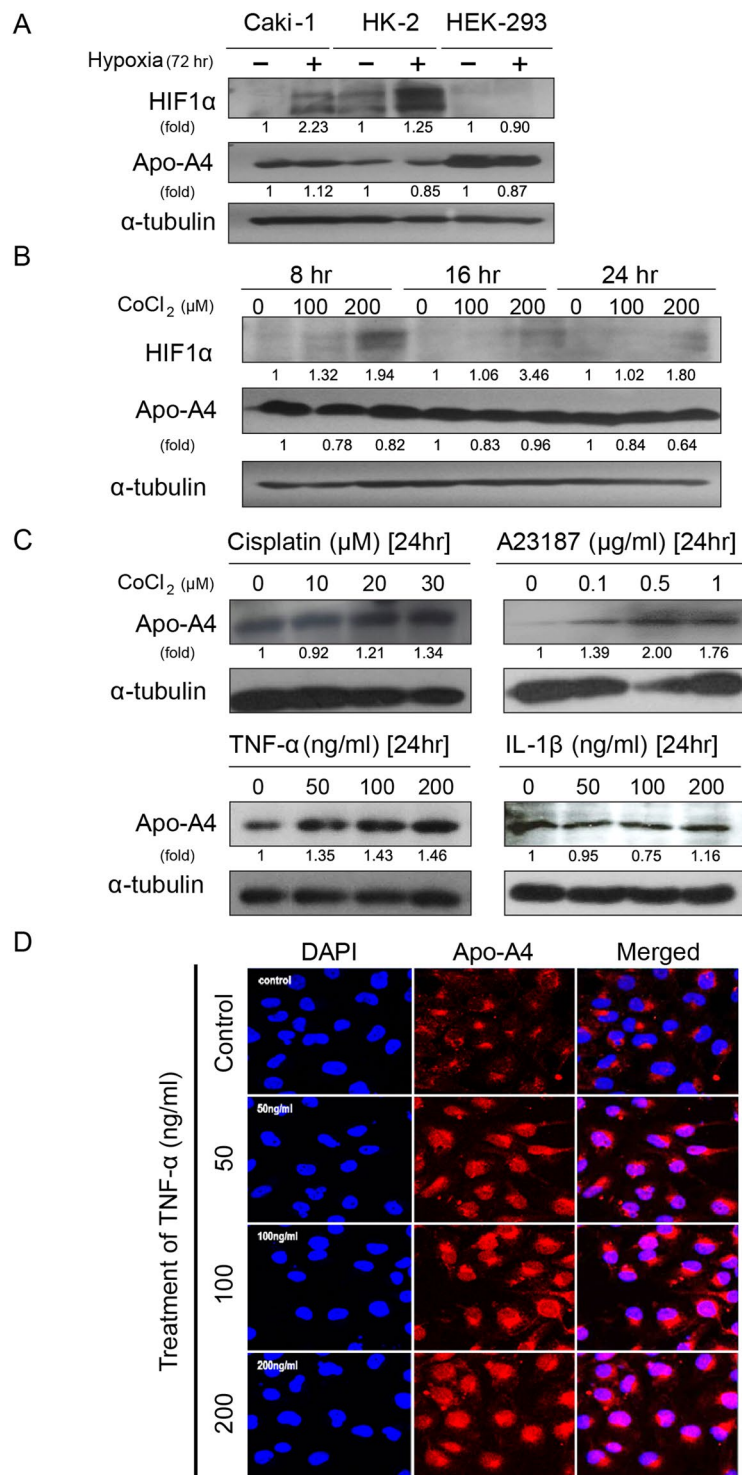 A
Caki-1 HK-2 HEK-293
Hypoxia (72 hr) − + − + − +
HIF1α
(fold) 1 2.23 1 1.25 1 0.90
Apo-A4
(fold) 1 1.12 1 0.85 1 0.87
α-tubulin
B
8 hr 16 hr 24 hr
CoCl2 (µM) 0 100 200 0 100 200 0 100 200
HIF1α
1 1.32 1.94 1 1.06 3.46 1 1.02 1.80
Apo-A4
(fold) 1 0.78 0.82 1 0.83 0.96 1 0.84 0.64
α-tubulin
C
Cisplatin (µM) [24hr] A23187 (µg/ml) [24hr]
CoCl2 (µM) 0 10 20 30 0 0.1 0.5 1
Apo-A4
(fold) 1 0.92 1.21 1.34 1 1.39 2.00 1.76
α-tubulin
TNF-α (ng/ml) [24hr] IL-1β (ng/ml) [24hr]
0 50 100 200 0 50 100 200
Apo-A4
(fold) 1 1.35 1.43 1.46 1 0.95 0.75 1.16
α-tubulin
D
DAPI Apo-A4 Merged
Treatment of TNF-α (ng/ml)
Control
control
50
50ng/ml
100
100ng/ml
200
200ng/ml